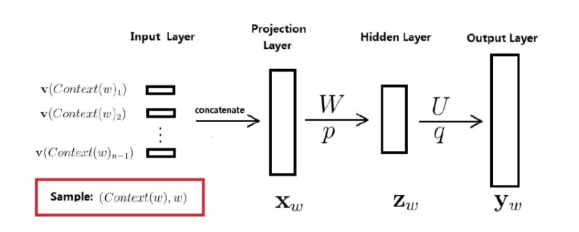 Input Layer
Projection
Layer
Hidden Layer
Output Layer
v(Context(w)₁)
v(Context(w)₂)
⋮
v(Context(w)ₙ₋₁)
concatenate
W
p
U
q
Sample: (Context(w), w)
x_w
z_w
y_w